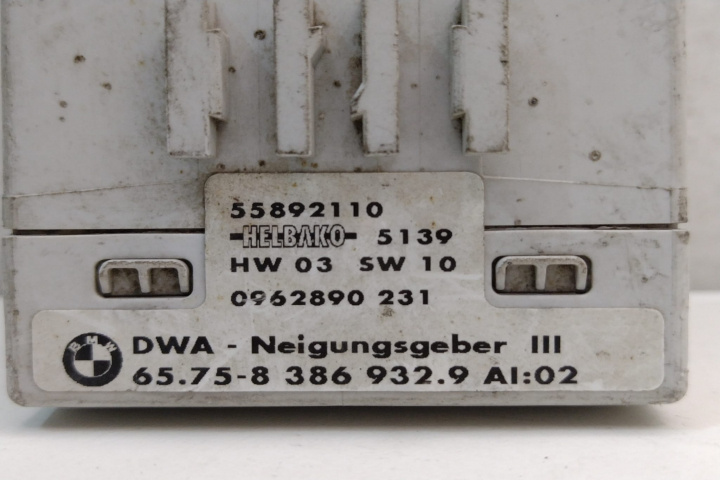 55892110
HELBAKO 5139
HW 03 SW 10
0962890 231
BMW
DWA - Neigungsgeber III
65.75-8 386 932.9 AI:02